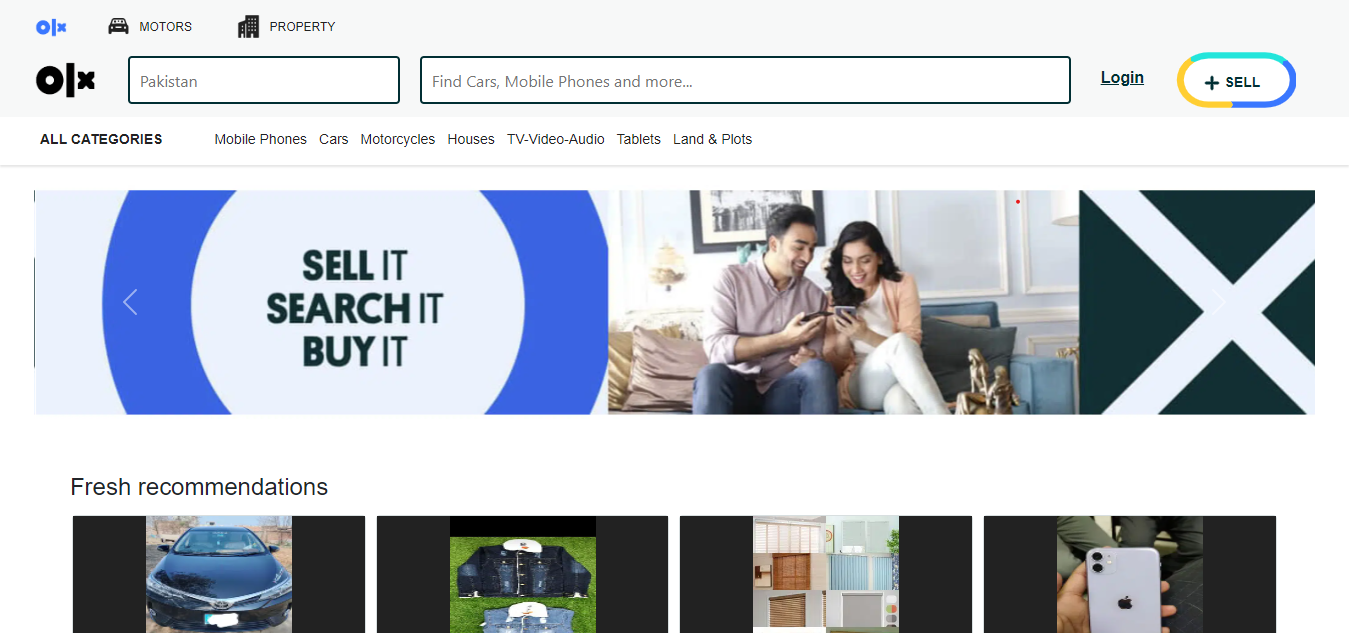 olx MOTORS PROPERTY
olx Pakistan Find Cars, Mobile Phones and more... Login + SELL
ALL CATEGORIES Mobile Phones Cars Motorcycles Houses TV-Video-Audio Tablets Land & Plots
SELL IT
SEARCH IT
BUY IT
Fresh recommendations